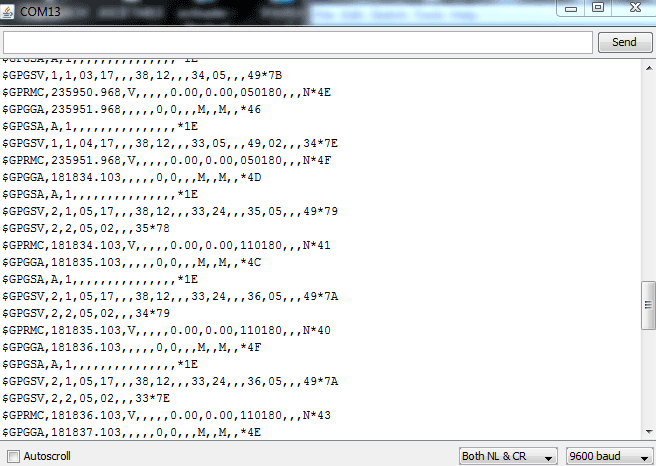 COM13
Send
$GPGSA,A,1,,,,,,,,,,,,,,,*1E
$GPGSV,1,1,03,17,,,38,12,,,34,05,,,49*7B
$GPRMC,235950.968,V,,,,,0.00,0.00,050180,,,N*4E
$GPGGA,235951.968,,,,,0,0,,,M,,M,,*46
$GPGSA,A,1,,,,,,,,,,,,,,,*1E
$GPGSV,1,1,04,17,,,38,12,,,33,05,,,49,02,,,34*7E
$GPRMC,235951.968,V,,,,,0.00,0.00,050180,,,N*4F
$GPGGA,181834.103,,,,,0,0,,,M,,M,,*4D
$GPGSA,A,1,,,,,,,,,,,,,,,*1E
$GPGSV,2,1,05,17,,,38,12,,,33,24,,,35,05,,,49*79
$GPGSV,2,2,05,02,,,35*78
$GPRMC,181834.103,V,,,,,0.00,0.00,110180,,,N*41
$GPGGA,181835.103,,,,,0,0,,,M,,M,,*4C
$GPGSA,A,1,,,,,,,,,,,,,,,*1E
$GPGSV,2,1,05,17,,,38,12,,,33,24,,,36,05,,,49*7A
$GPGSV,2,2,05,02,,,34*79
$GPRMC,181835.103,V,,,,,0.00,0.00,110180,,,N*40
$GPGGA,181836.103,,,,,0,0,,,M,,M,,*4F
$GPGSA,A,1,,,,,,,,,,,,,,,*1E
$GPGSV,2,1,05,17,,,38,12,,,33,24,,,36,05,,,49*7A
$GPGSV,2,2,05,02,,,33*7E
$GPRMC,181836.103,V,,,,,0.00,0.00,110180,,,N*43
$GPGGA,181837.103,,,,,0,0,,,M,,M,,*4E
Autoscroll
Both NL & CR
9600 baud